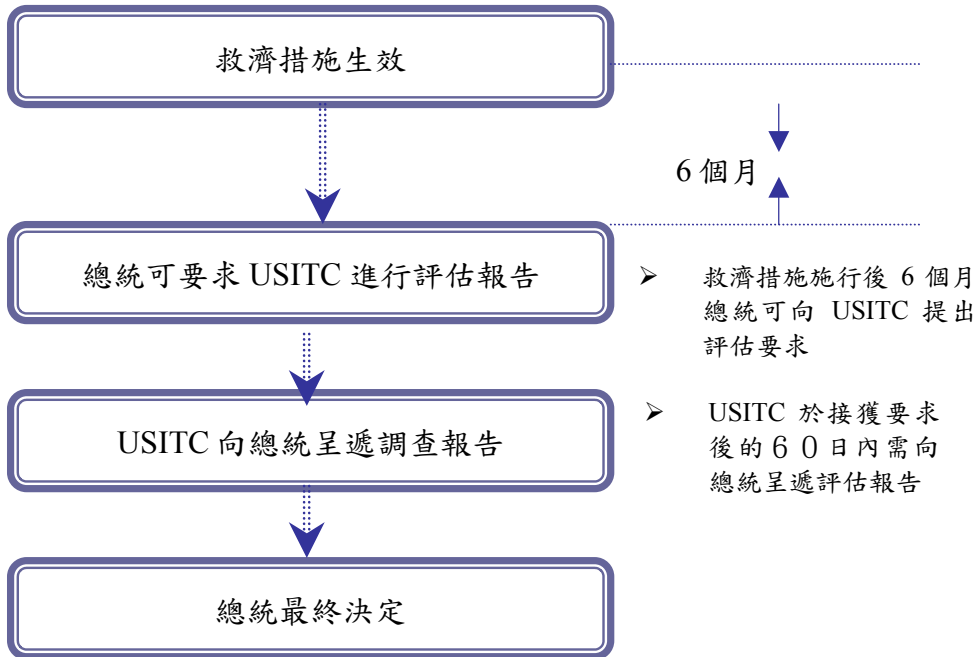 救濟措施生效
6 個月
總統可要求 USITC 進行評估報告
➢ 救濟措施施行後 6 個月
總統可向 USITC 提出
評估要求
USITC 向總統呈遞調查報告
➢ USITC 於接獲要求
後的６０日內需向
總統呈遞評估報告
總統最終決定